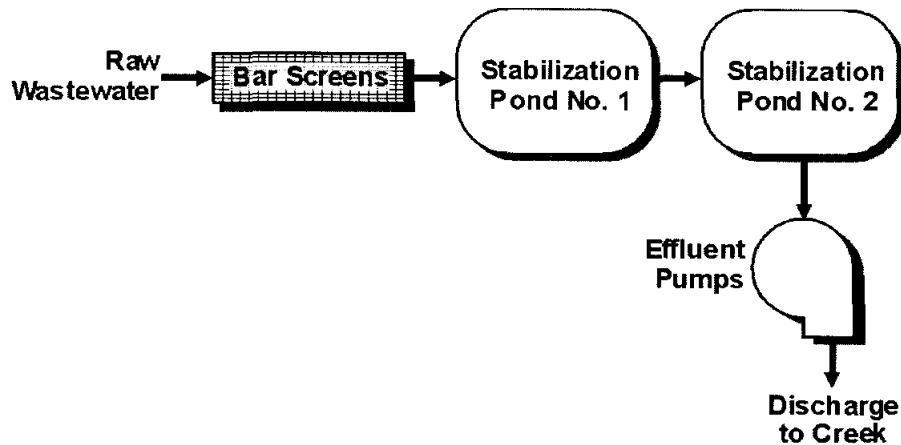 Raw
Wastewater
Bar Screens
Stabilization
Pond No. 1
Stabilization
Pond No. 2
Effluent
Pumps
Discharge
to Creek